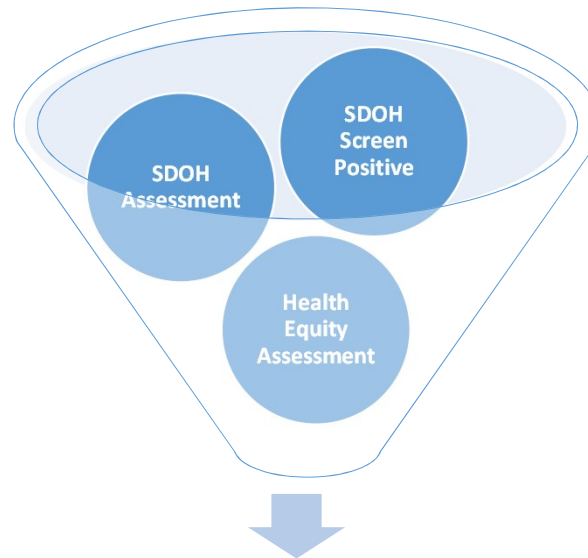 SDOH
Screen
Positive
SDOH
Assessment
Health
Equity
Assessment